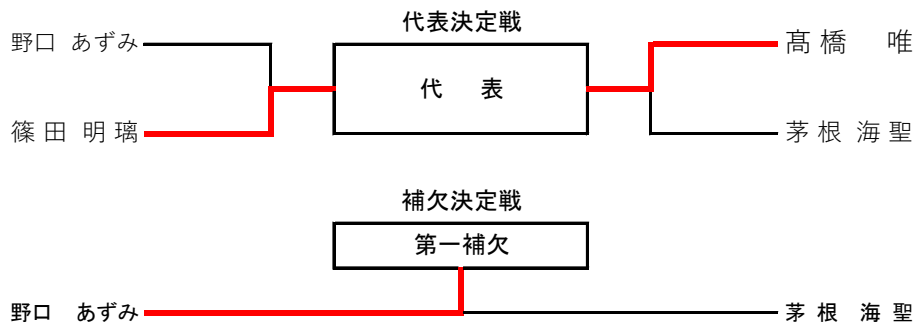 代表決定戦
野口 あずみ
髙橋 唯
代 表
篠田 明璃
茅根 海聖
補欠決定戦
第一補欠
野口 あずみ
茅根 海聖